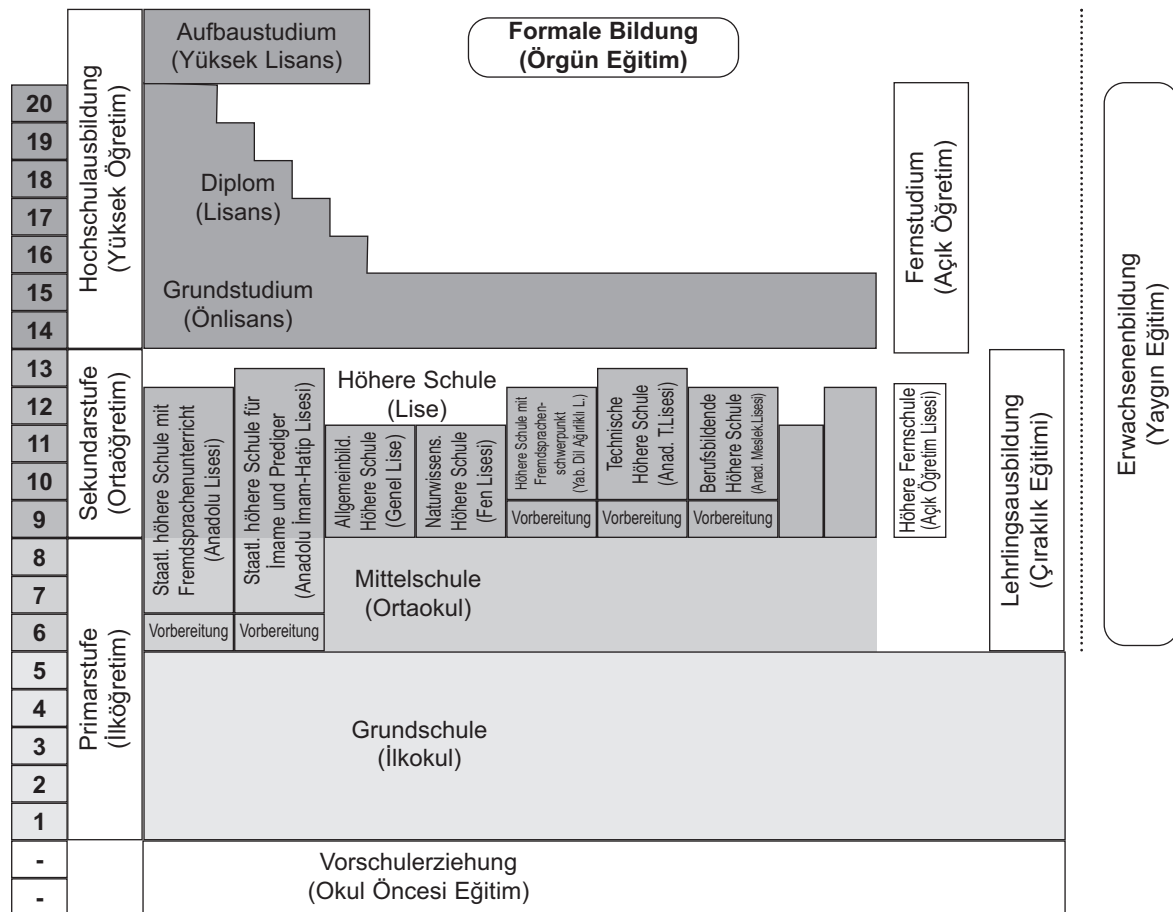 Aufbaustudium
(Yüksek Lisans)
Formale Bildung
(Örgün Eğitim)
20
19
18
17
16
15
14
13
12
11
10
9
8
7
6
5
4
3
2
1
-
-
Hochschulausbildung
(Yüksek Öğretim)
Sekundarstufe
(Ortaöğretim)
Primarstufe
(İlköğretim)
Diplom
(Lisans)
Grundstudium
(Önlisans)
Fernstudium
(Açık Öğretim)
Höhere Schule
(Lise)
Staatl. höhere Schule mit
Fremdsprachenunterricht
(Anadolu Lisesi)
Vorbereitung
Staatl. höhere Schule für
İmame und Prediger
(Anadolu İmam-Hatip Lisesi)
Vorbereitung
Allgemeinbild.
Höhere Schule
(Genel Lise)
Naturwissens.
Höhere Schule
(Fen Lisesi)
Höhere Schule mit
Fremdsprachen-
schwerpunkt
(Yab. Dil Ağırlıklı L.)
Vorbereitung
Technische
Höhere Schule
(Anad. T.Lisesi)
Vorbereitung
Berufsbildende
Höhere Schule
(Anad. Meslek.Lisesi)
Vorbereitung
Höhere Fernschule
(Açık Öğretim Lisesi)
Lehrlingsausbildung
(Çıraklık Eğitimi)
Erwachsenenbildung
(Yaygın Eğitim)
Mittelschule
(Ortaokul)
Grundschule
(İlkokul)
Vorschulerziehung
(Okul Öncesi Eğitim)